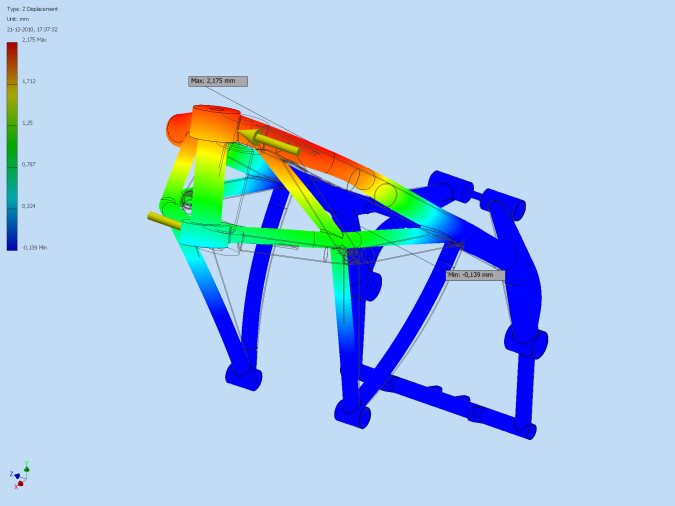 Type: Z Displacement
Unit: mm
21-12-2010, 17:37:32
2,175 Max
1,712
1,25
0,787
0,324
-0,139 Min
Max: 2,175 mm
Min: -0,139 mm
Z
Y
X